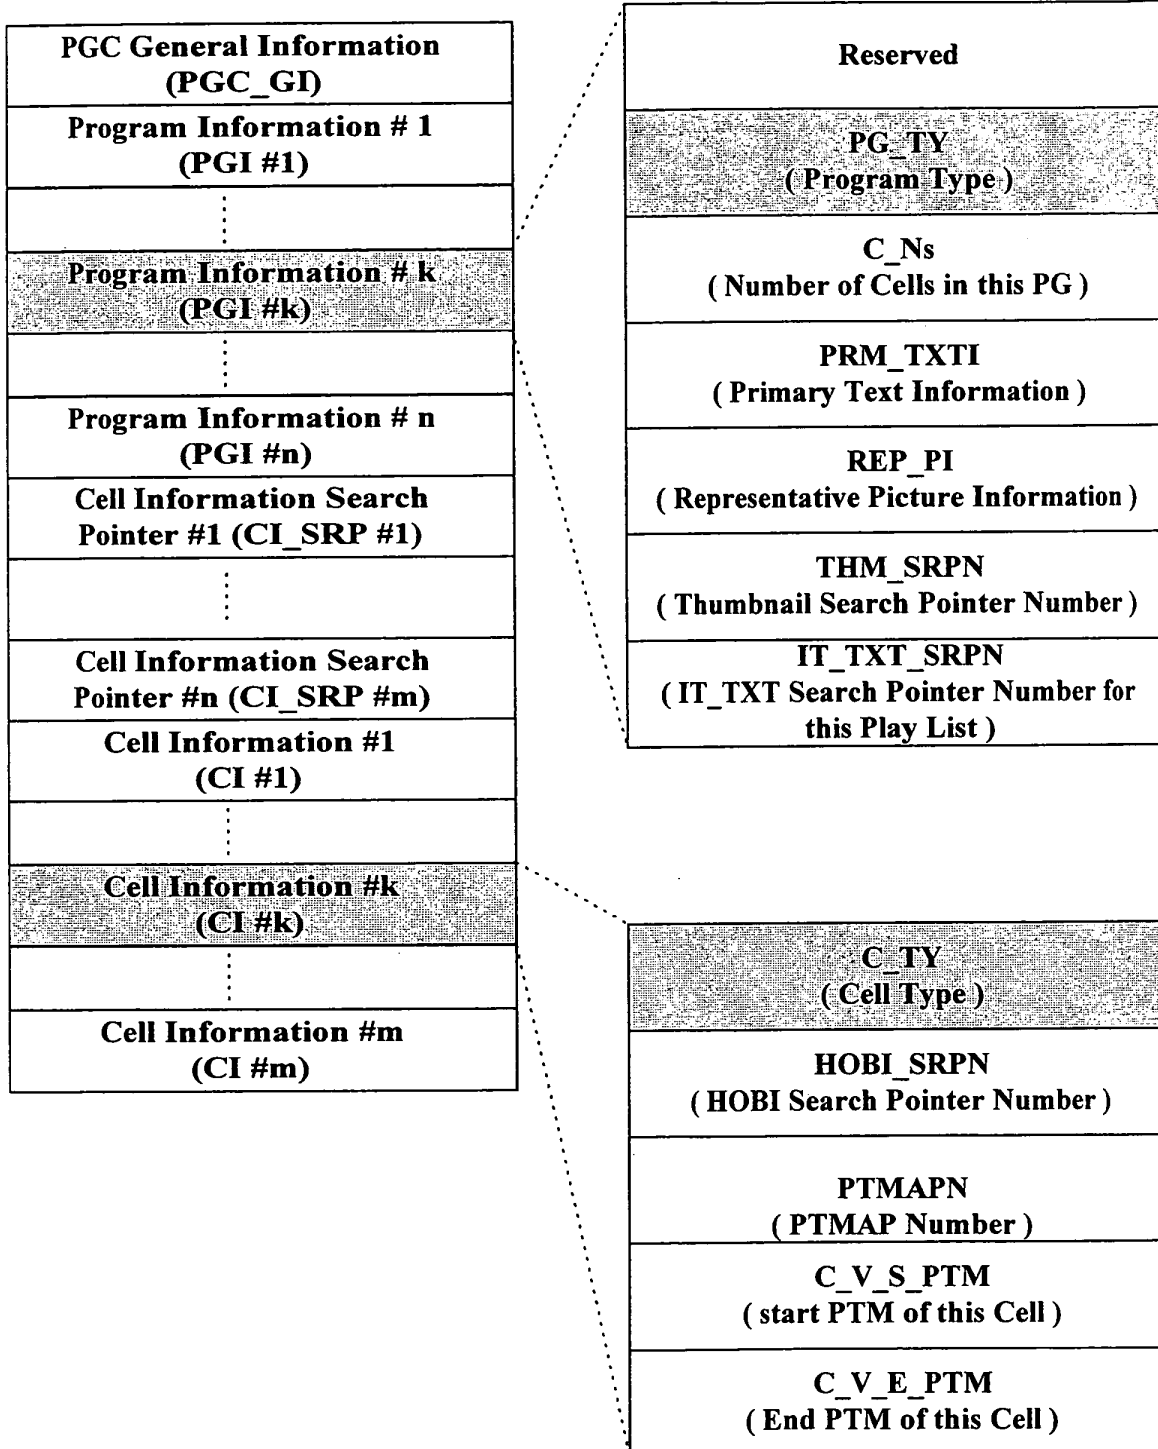 PGC General Information
(PGC_GI)
Program Information # 1
(PGI #1)
Program Information # k
(PGI #k)
Program Information # n
(PGI #n)
Cell Information Search
Pointer #1 (CI_SRP #1)
Cell Information Search
Pointer #n (CI_SRP #m)
Cell Information #1
(CI #1)
Cell Information #k
(CI #k)
Cell Information #m
(CI #m)
Reserved
PG_TY
( Program Type )
C_Ns
( Number of Cells in this PG )
PRM_TXTI
( Primary Text Information )
REP_PI
( Representative Picture Information )
THM_SRPN
( Thumbnail Search Pointer Number )
IT_TXT_SRPN
( IT_TXT Search Pointer Number for
this Play List )
C_TY
( Cell Type )
HOBI_SRPN
( HOBI Search Pointer Number )
PTMAPN
( PTMAP Number )
C_V_S_PTM
( start PTM of this Cell )
C_V_E_PTM
( End PTM of this Cell )